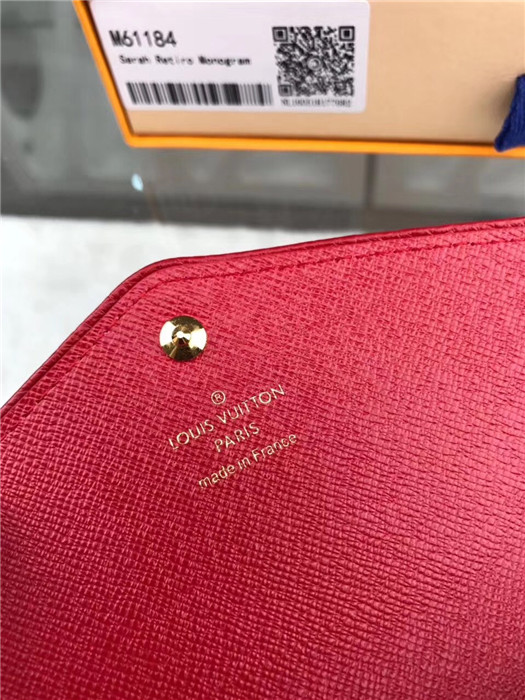 M61184
Sarah Retiro Monogram
®
LOUIS VUITTON
PARIS
made in France